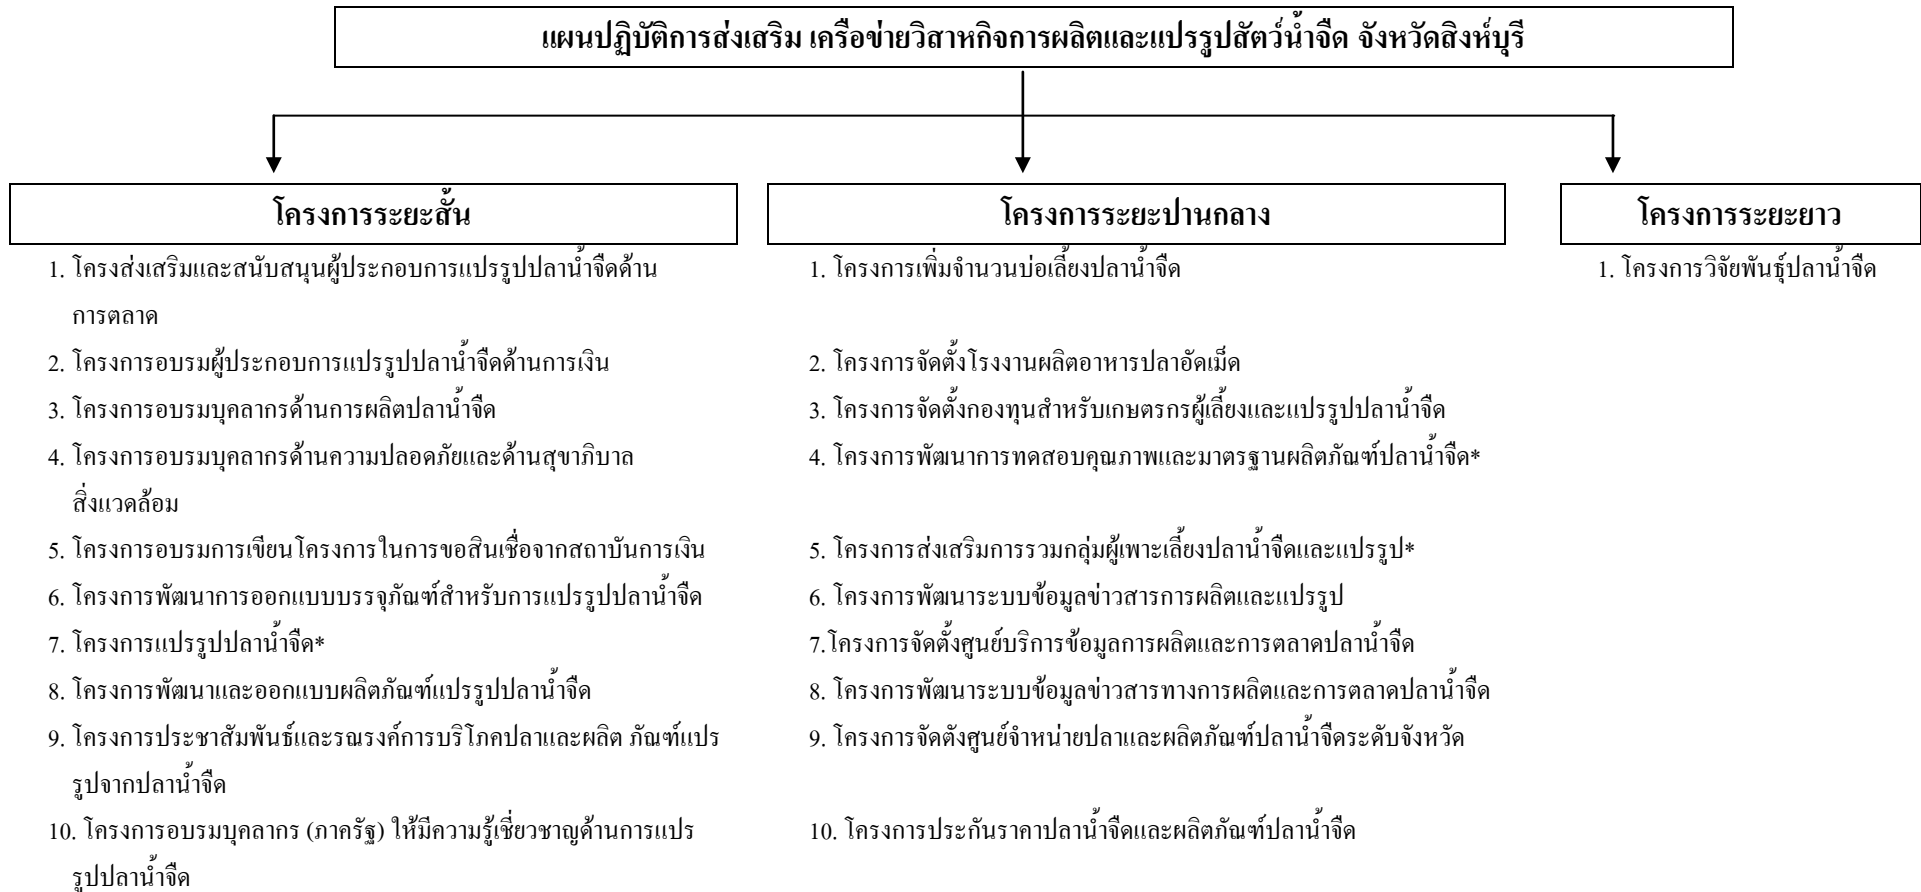 แผนปฏิบัติการส่งเสริม เครือข่ายวิสาหกิจการผลิตและแปรรูปสัตว์น้ำจืด จังหวัดสิงห์บุรี
โครงการระยะสั้น
1. โครงส่งเสริมและสนับสนุนผู้ประกอบการแปรรูปปลาน้ำจืดด้าน
การตลาด
2. โครงการอบรมผู้ประกอบการแปรรูปปลาน้ำจืดด้านการเงิน
3. โครงการอบรมบุคลากรด้านการผลิตปลาน้ำจืด
4. โครงการอบรมบุคลากรด้านความปลอดภัยและด้านสุขาภิบาล
สิ่งแวดล้อม
5. โครงการอบรมการเขียนโครงการในการขอสินเชื่อจากสถาบันการเงิน
6. โครงการพัฒนาการออกแบบบรรจุภัณฑ์สำหรับการแปรรูปปลาน้ำจืด
7. โครงการแปรรูปปลาน้ำจืด*
8. โครงการพัฒนาและออกแบบผลิตภัณฑ์แปรรูปปลาน้ำจืด
9. โครงการประชาสัมพันธ์และรณรงค์การบริโภคปลาและผลิต ภัณฑ์แปร
รูปจากปลาน้ำจืด
10. โครงการอบรมบุคลากร (ภาครัฐ) ให้มีความรู้เชี่ยวชาญด้านการแปร
รูปปลาน้ำจืด
โครงการระยะปานกลาง
1. โครงการเพิ่มจำนวนบ่อเลี้ยงปลาน้ำจืด
2. โครงการจัดตั้งโรงงานผลิตอาหารปลาอัดเม็ด
3. โครงการจัดตั้งกองทุนสำหรับเกษตรกรผู้เลี้ยงและแปรรูปปลาน้ำจืด
4. โครงการพัฒนาการทดสอบคุณภาพและมาตรฐานผลิตภัณฑ์ปลาน้ำจืด*
5. โครงการส่งเสริมการรวมกลุ่มผู้เพาะเลี้ยงปลาน้ำจืดและแปรรูป*
6. โครงการพัฒนาระบบข้อมูลข่าวสารการผลิตและแปรรูป
7.โครงการจัดตั้งศูนย์บริการข้อมูลการผลิตและการตลาดปลาน้ำจืด
8. โครงการพัฒนาระบบข้อมูลข่าวสารทางการผลิตและการตลาดปลาน้ำจืด
9. โครงการจัดตังศูนย์จำหน่ายปลาและผลิตภัณฑ์ปลาน้ำจืดระดับจังหวัด
10. โครงการประกันราคาปลาน้ำจืดและผลิตภัณฑ์ปลาน้ำจืด
โครงการระยะยาว
1. โครงการวิจัยพันธุ์ปลาน้ำจืด